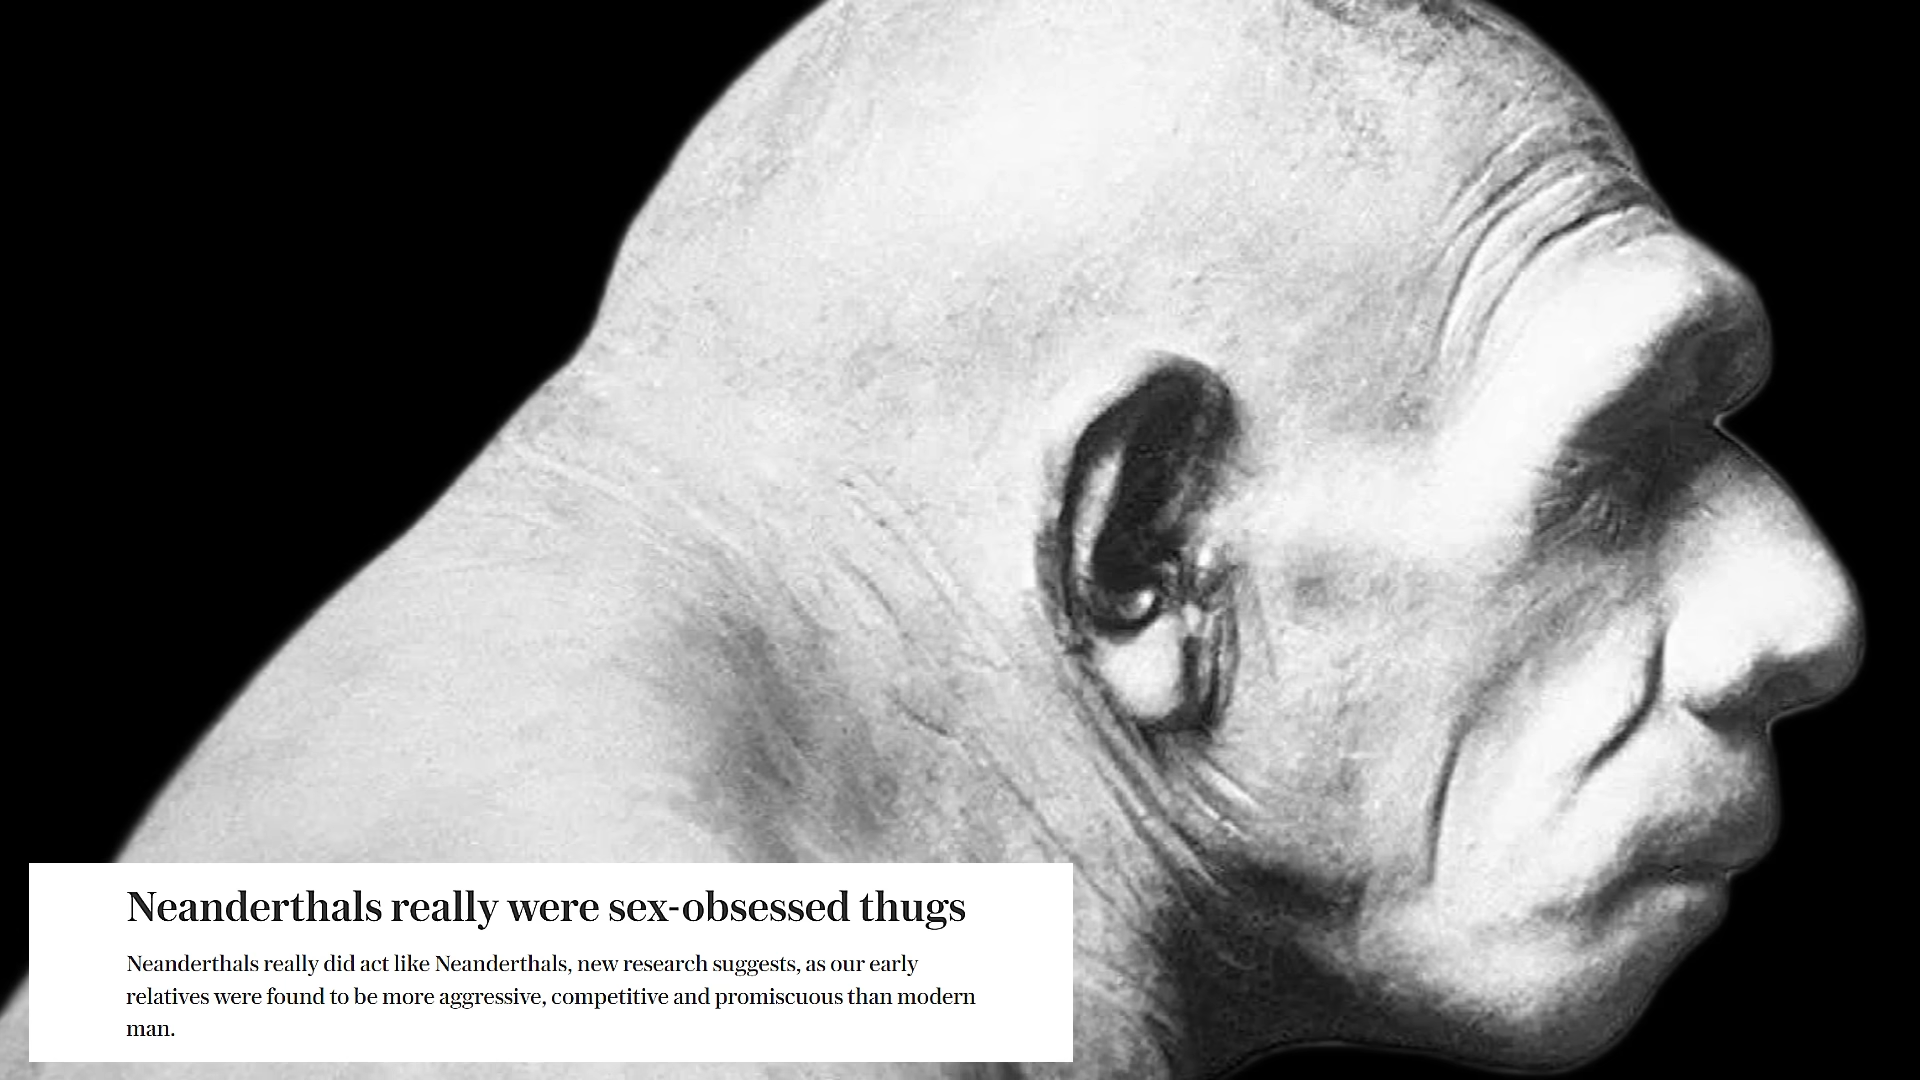 Neanderthals really were sex-obsessed thugs
Neanderthals really did act like Neanderthals, new research suggests, as our early
relatives were found to be more aggressive, competitive and promiscuous than modern
man.